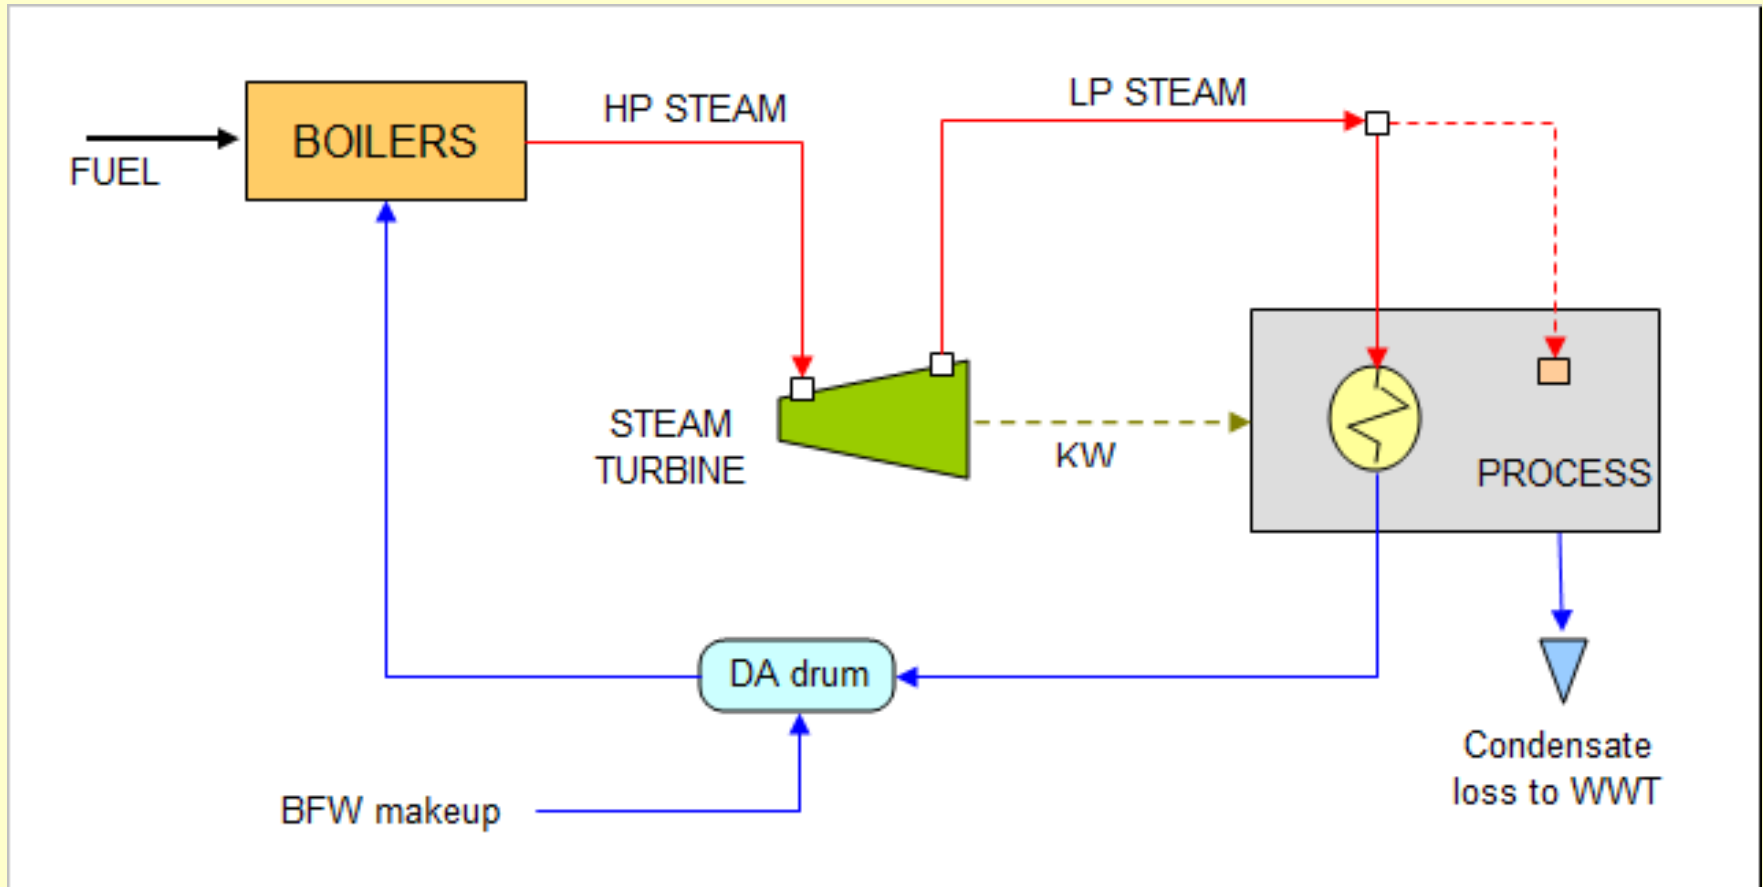 HP STEAM
LP STEAM
BOILERS
FUEL
STEAM
TURBINE
KW
PROCESS
DA drum
Condensate
loss to WWT
BFW makeup